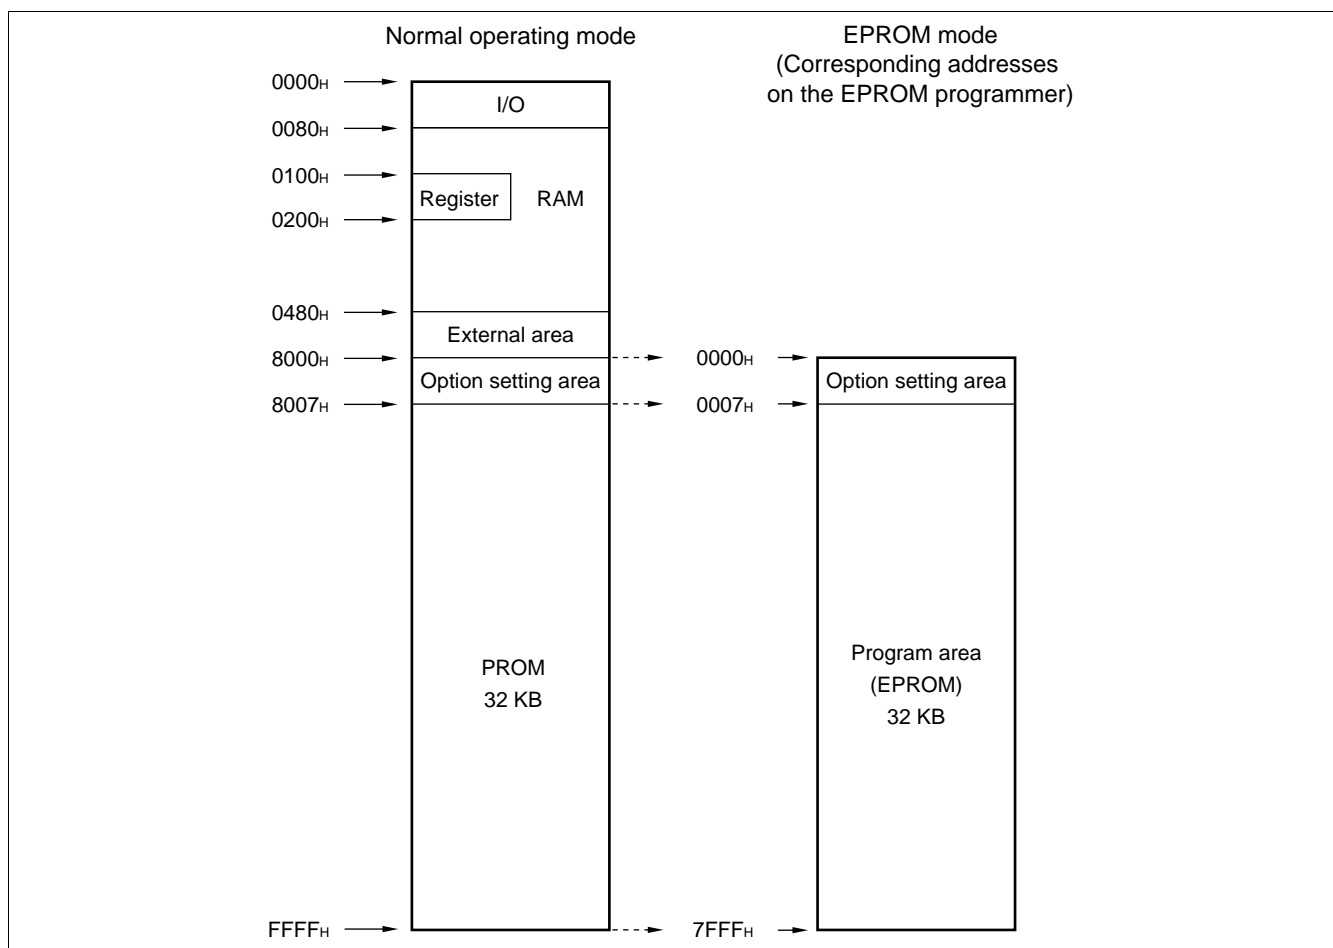 Normal operating mode
EPROM mode
(Corresponding addresses
on the EPROM programmer)
0000H
I/O
0080H
0100H
Register
RAM
0200H
0480H
External area
8000H
0000H
Option setting area
Option setting area
8007H
0007H
PROM
32 KB
Program area
(EPROM)
32 KB
FFFFH
7FFFH